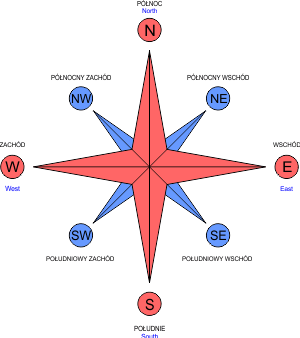 PÓŁNOC
North
N
PÓŁNOCNY ZACHÓD
PÓŁNOCNY WSCHÓD
NW
NE
ZACHÓD
WSCHÓD
W
E
West
East
SW
SE
POŁUDNIOWY ZACHÓD
POŁUDNIOWY WSCHÓD
S
POŁUDNIE
South